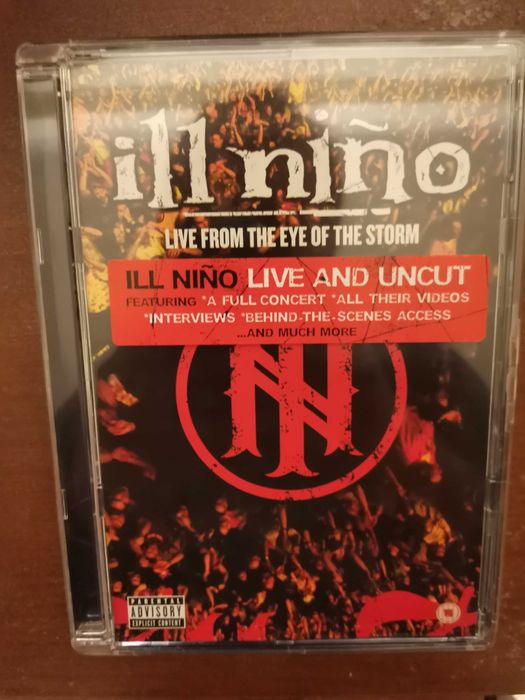 ill niño
LIVE FROM THE EYE OF THE STORM
ILL NIÑO LIVE AND UNCUT
FEATURING *A FULL CONCERT *ALL THEIR VIDEOS
*INTERVIEWS *BEHIND-THE-SCENES ACCESS
...AND MUCH MORE
PARENTAL
ADVISORY
EXPLICIT CONTENT